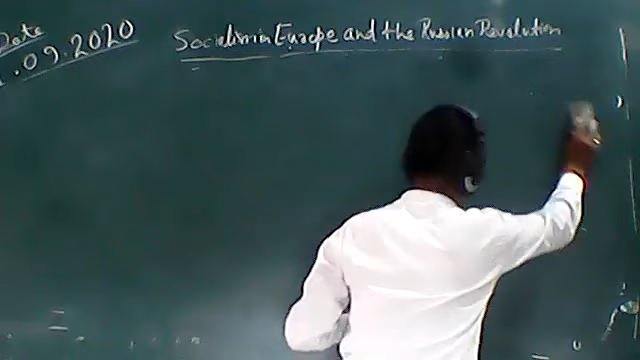 Date
.09.2020
Socialism in Europe and the Russian Revolution